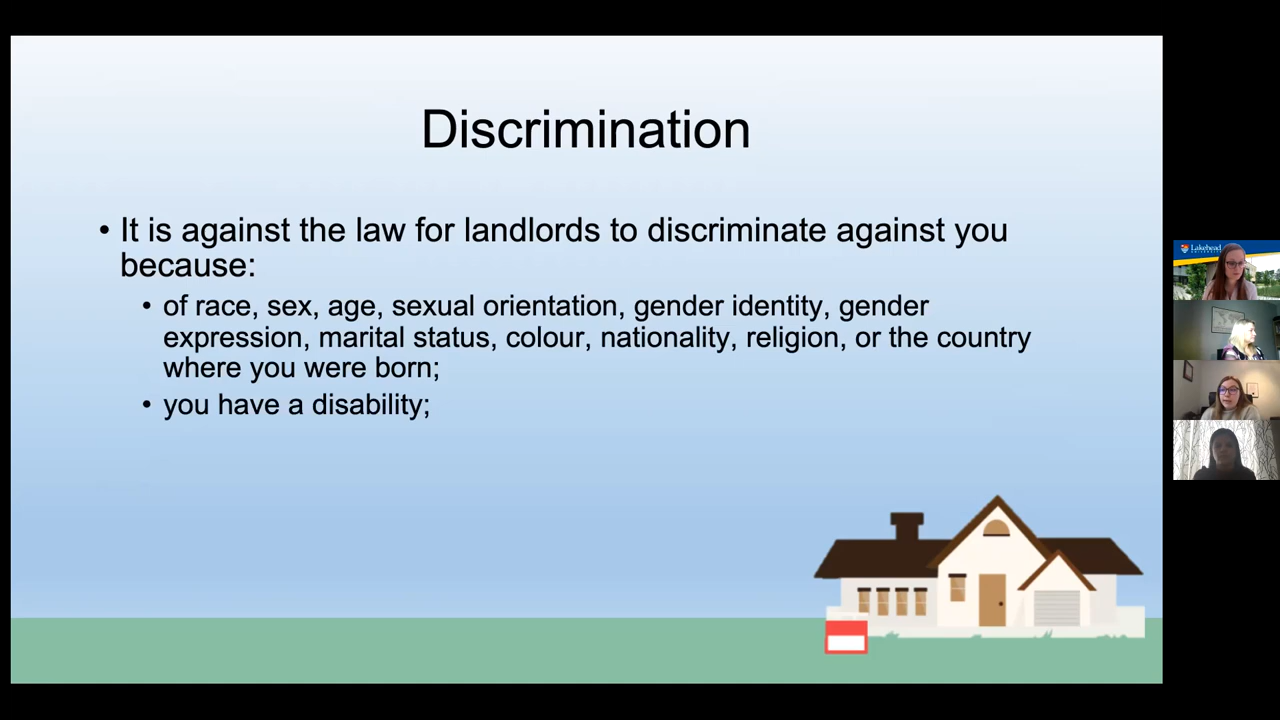 Discrimination
• It is against the law for landlords to discriminate against you
because:
• of race, sex, age, sexual orientation, gender identity, gender
expression, marital status, colour, nationality, religion, or the country
where you were born;
• you have a disability;
Lakehead
UNIVERSITY